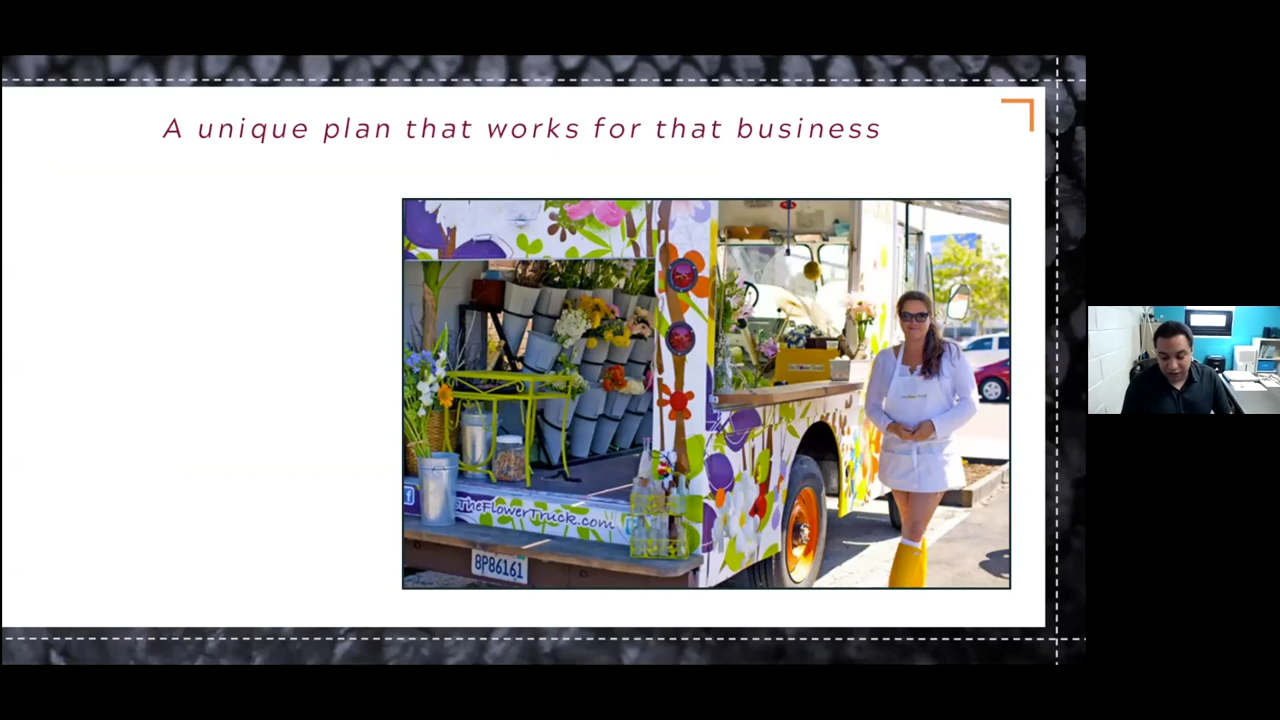 A unique plan that works for that business
TheFlowerTruck.com
8P86161